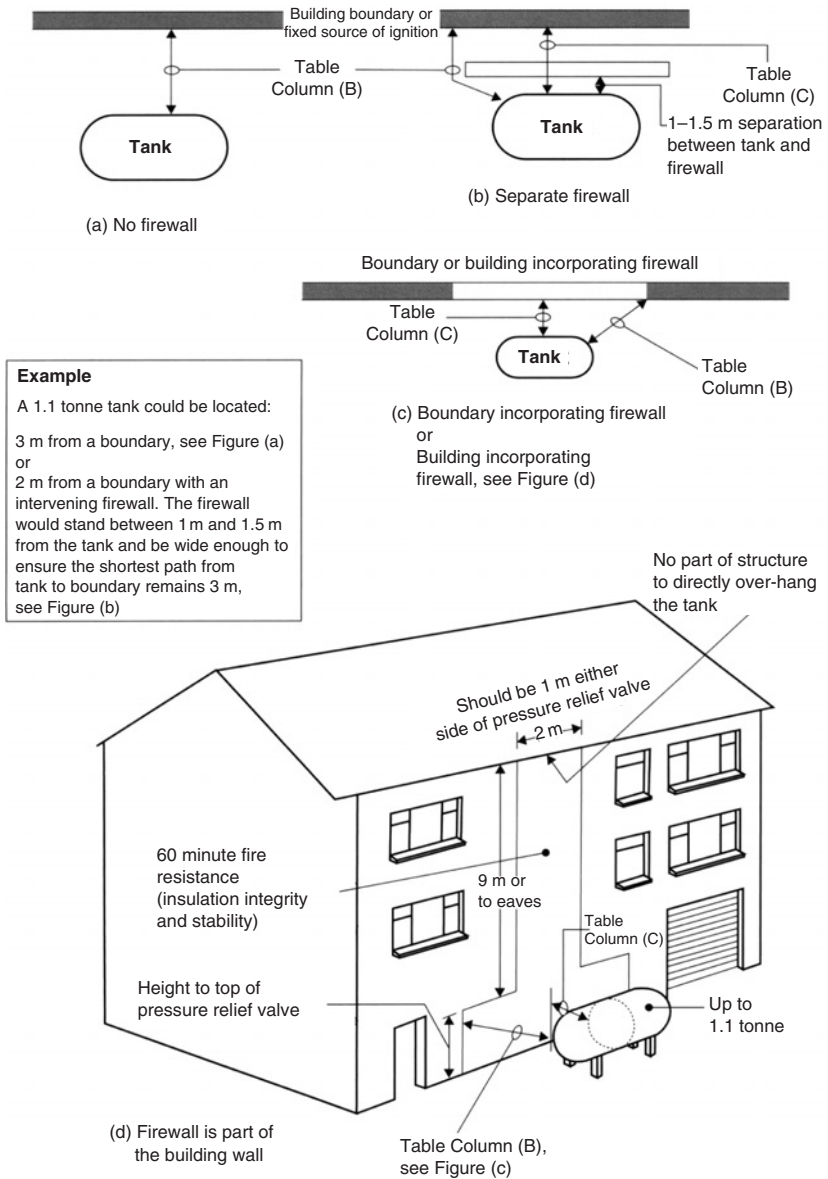 Building boundary or
fixed source of ignition
Table
Column (B)
Table
Column (C)
Tank
Tank
1–1.5 m separation
between tank and
firewall
(a) No firewall
(b) Separate firewall
Boundary or building incorporating firewall
Table
Column (C)
Tank
Table
Column (B)
(c) Boundary incorporating firewall
or
Building incorporating
firewall, see Figure (d)
Example
A 1.1 tonne tank could be located:
3 m from a boundary, see Figure (a)
or
2 m from a boundary with an
intervening firewall. The firewall
would stand between 1 m and 1.5 m
from the tank and be wide enough to
ensure the shortest path from
tank to boundary remains 3 m,
see Figure (b)
No part of structure
to directly over-hang
the tank
Should be 1 m either
side of pressure relief valve
2 m
60 minute fire
resistance
(insulation integrity
and stability)
9 m or
to eaves
Table
Column (C)
Height to top of
pressure relief valve
Up to
1.1 tonne
(d) Firewall is part of
the building wall
Table Column (B),
see Figure (c)